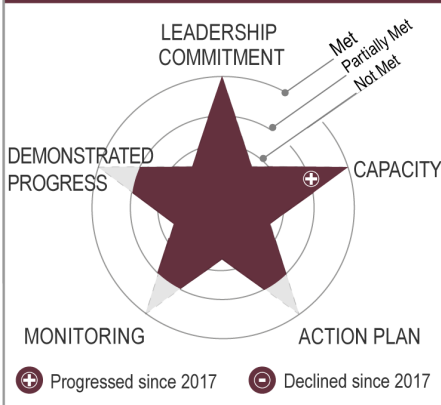 LEADERSHIP
COMMITMENT
Met
Partially Met
Not Met
DEMONSTRATED
PROGRESS
CAPACITY
MONITORING
ACTION PLAN
Progressed since 2017
Declined since 2017